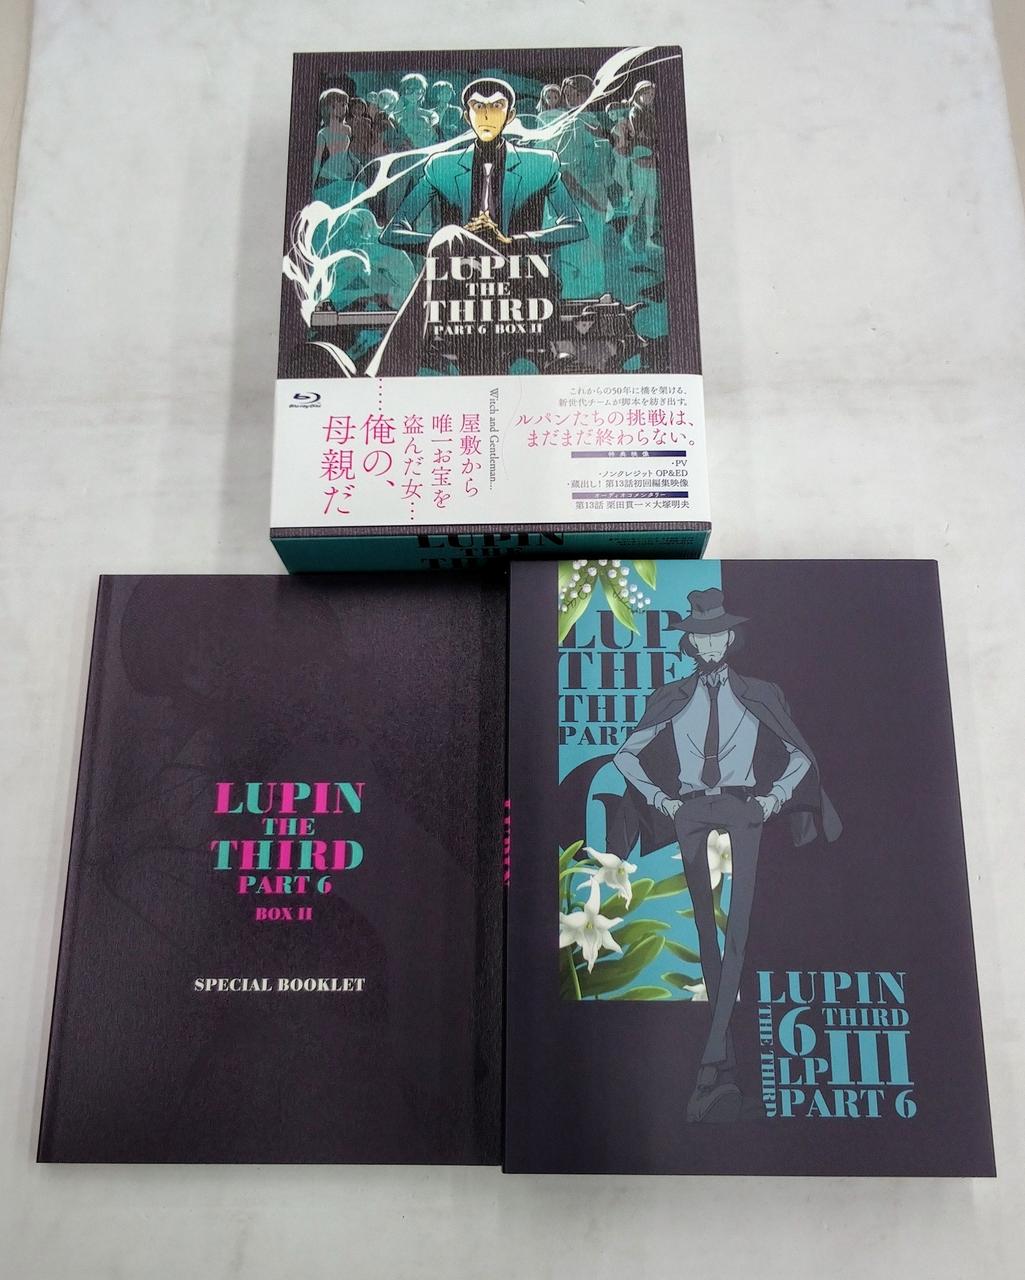 LUPIN
THE
THIRD
PART 6 BOX II
Blu-ray Disc
Witch and Gentleman...
屋敷から
唯一お宝を
盗んだ女…
……俺の、
母親だ
これからの50年に橋を架ける、
新世代チームが脚本を紡ぎ出す。
ルパンたちの挑戦は、
まだまだ終わらない。
特典映像
・PV
・ノンクレジット OP&ED
・蔵出し! 第13話初回編集映像
オーディオコメンタリー
第13話 栗田貫一×大塚明夫
LUPIN
THE
LUPIN
THE
THIRD
PART 6
BOX II
SPECIAL BOOKLET
LUPIN
LUP
THE
THI
PART
LUPIN
THE THIRD
6 THIRD
LP III
PART 6